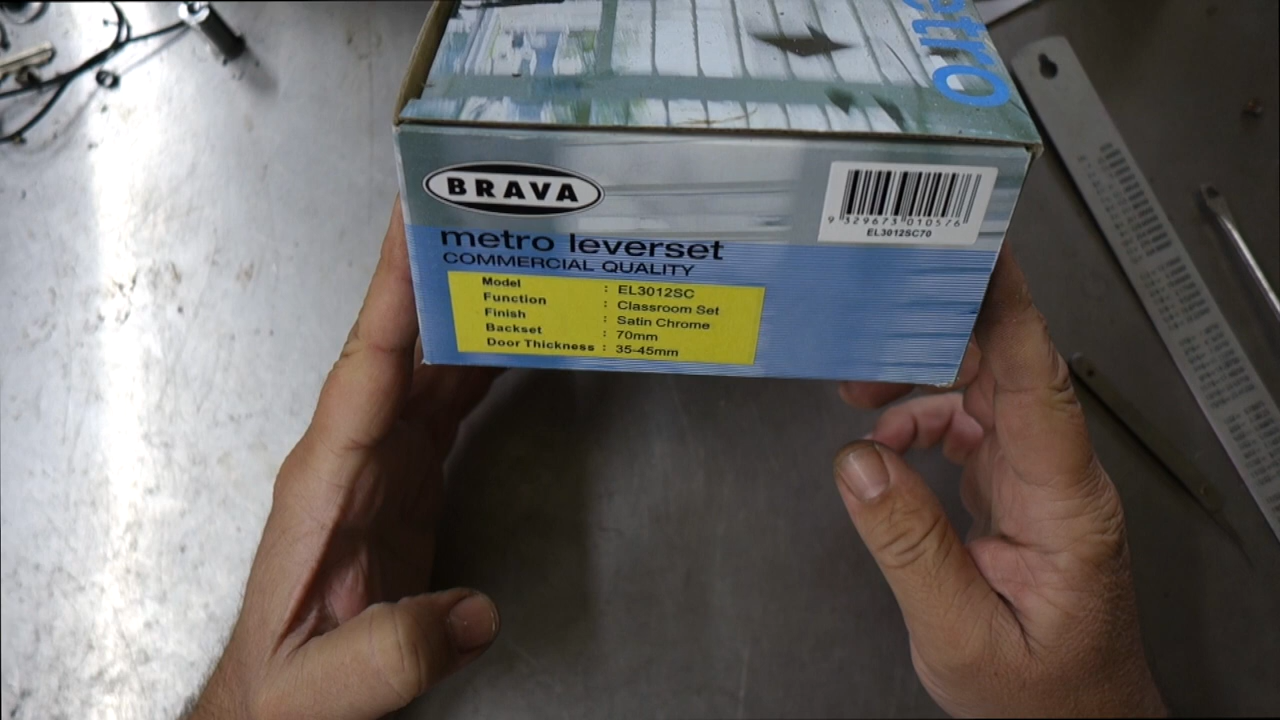 etro
BRAVA
metro leverset
COMMERCIAL QUALITY
9 329673 010576
EL3012SC70
Model : EL3012SC
Function : Classroom Set
Finish : Satin Chrome
Backset : 70mm
Door Thickness : 35-45mm